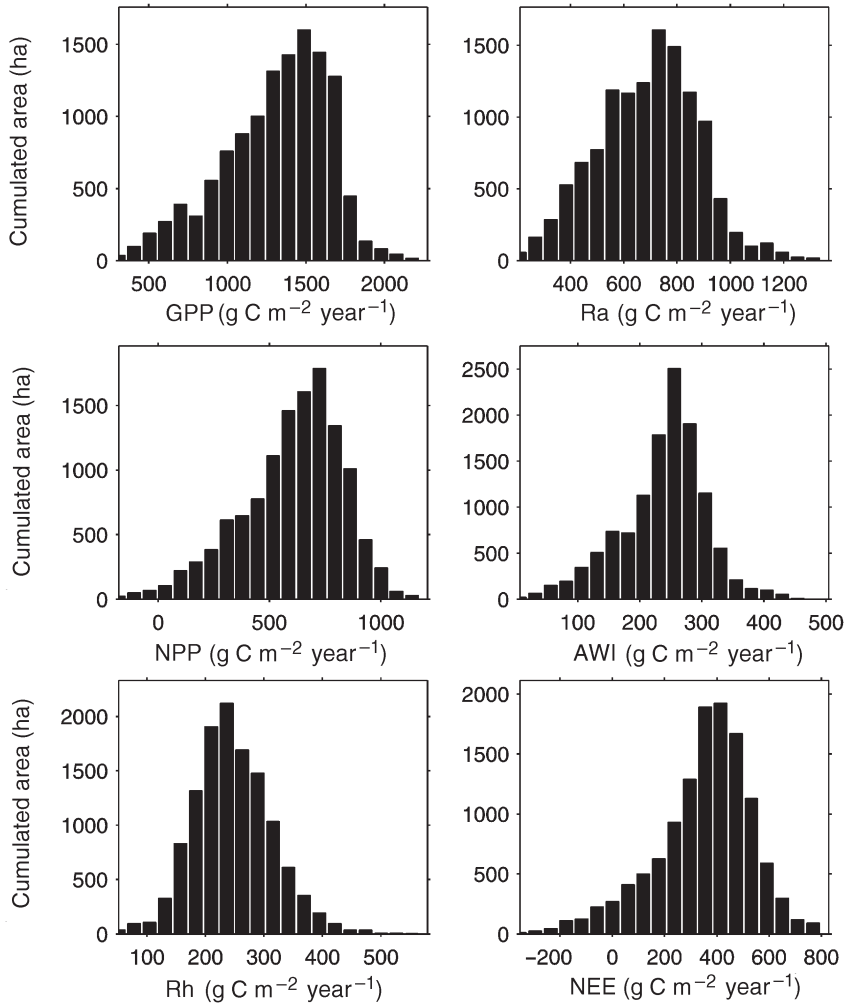 Cumulated area (ha)
1500
1000
500
0
500 1000 1500 2000
GPP (g C m−2 year−1)
1500
1000
500
0
400 600 800 1000 1200
Ra (g C m−2 year−1)
Cumulated area (ha)
1500
1000
500
0
0 500 1000
NPP (g C m−2 year−1)
2500
2000
1500
1000
500
0
100 200 300 400 500
AWI (g C m−2 year−1)
Cumulated area (ha)
2000
1500
1000
500
0
100 200 300 400 500
Rh (g C m−2 year−1)
2000
1500
1000
500
0
−200 0 200 400 600 800
NEE (g C m−2 year−1)